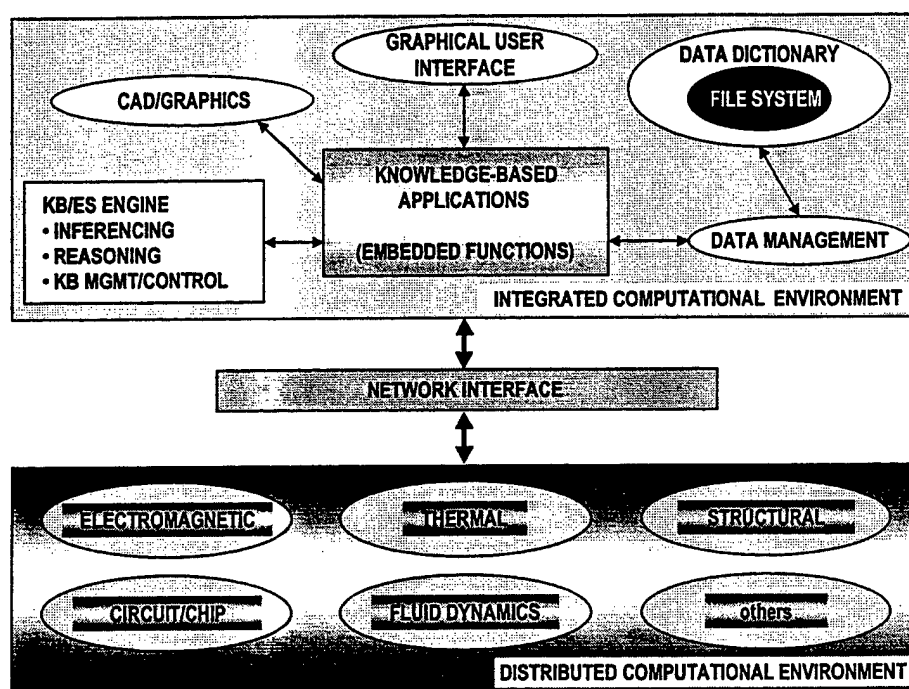 GRAPHICAL USER
INTERFACE
DATA DICTIONARY
FILE SYSTEM
CAD/GRAPHICS
KNOWLEDGE-BASED
APPLICATIONS
(EMBEDDED FUNCTIONS)
KB/ES ENGINE
• INFERENCING
• REASONING
• KB MGMT/CONTROL
DATA MANAGEMENT
INTEGRATED COMPUTATIONAL ENVIRONMENT
NETWORK INTERFACE
ELECTROMAGNETIC
THERMAL
STRUCTURAL
CIRCUIT/CHIP
FLUID DYNAMICS
others
DISTRIBUTED COMPUTATIONAL ENVIRONMENT